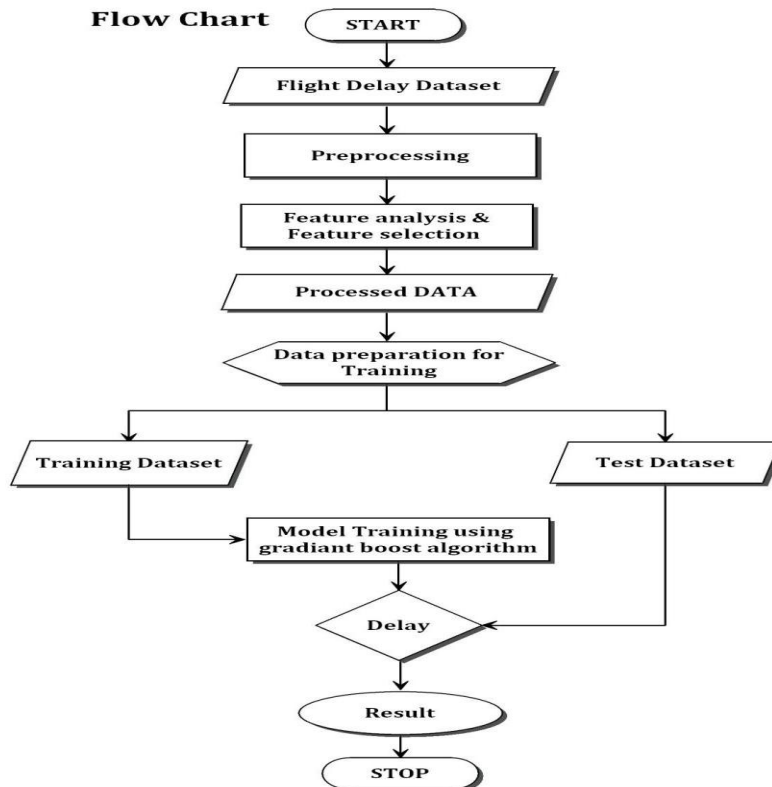 Flow Chart
START
Flight Delay Dataset
Preprocessing
Feature analysis &
Feature selection
Processed DATA
Data preparation for
Training
Training Dataset
Test Dataset
Model Training using
gradiant boost algorithm
Delay
Result
STOP